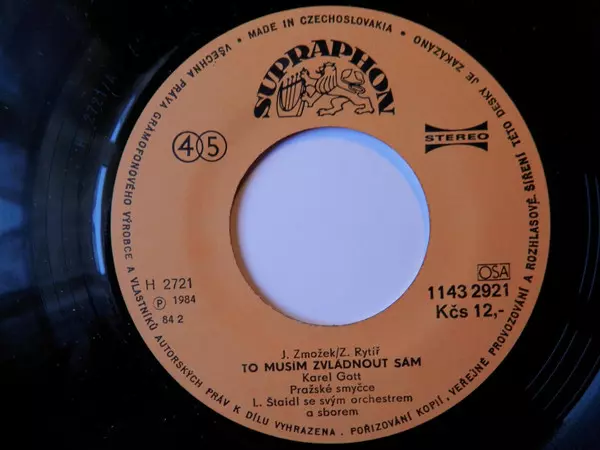 VŠECHNA PRÁVA GRAMOFONOVÉHO VÝROBCE A VLASTNÍKŮ AUTORSKÝCH PRÁV K DÍLU VYHRAZENA. POŘIZOVÁNÍ KOPIÍ, VEŘEJNÉ PROVOZOVÁNÍ A ROZHLASOVÉ ŠÍŘENÍ TÉTO DESKY JE ZAKÁZÁNO • MADE IN CZECHOSLOVAKIA •
SUPRAPHON
45
STEREO
H 2721
Ⓟ 1984
84 2
OSA
1143 2921
Kčs 12,-
J. Zmožek/Z. Rytíř
TO MUSÍM ZVLÁDNOUT SÁM
Karel Gott
Pražské smyčce
L. Štaidl se svým orchestrem
a sborem